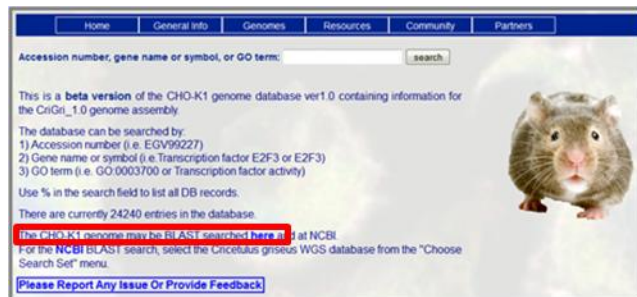 Home General Info Genomes Resources Community Partners
Accession number, gene name or symbol, or GO term: search
This is a beta version of the CHO-K1 genome database ver1.0 containing information for
the CriGri_1.0 genome assembly.
The database can be searched by:
1) Accession number (i.e. EGV99227)
2) Gene name or symbol (i.e.Transcription factor E2F3 or E2F3)
3) GO term (i.e. GO:0003700 or Transcription factor activity)
Use % in the search field to list all DB records.
There are currently 24240 entries in the database.
The CHO-K1 genome may be BLAST searched here and at NCBI.
For the NCBI BLAST search, select the Cricetulus griseus WGS database from the "Choose
Search Set" menu.
Please Report Any Issue Or Provide Feedback